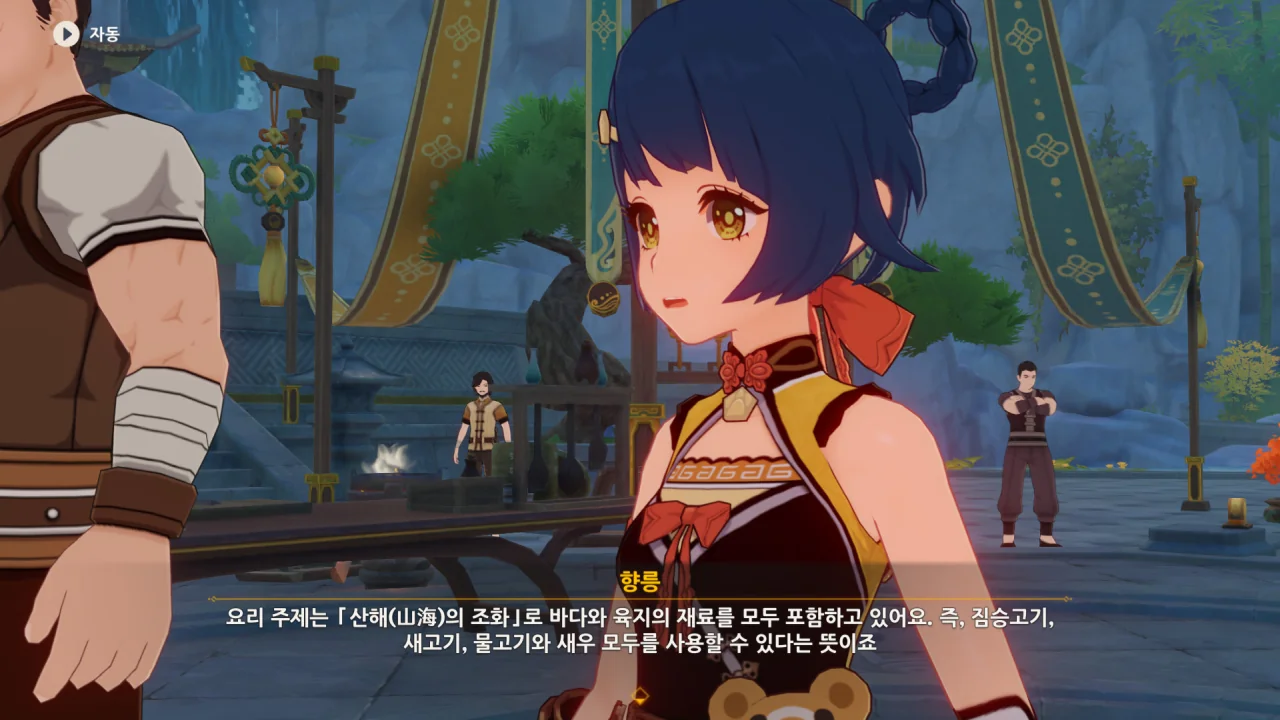 자동
향릉
요리 주제는 「산해(山海)의 조화」로 바다와 육지의 재료를 모두 포함하고 있어요. 즉, 짐승고기,
새고기, 물고기와 새우 모두를 사용할 수 있다는 뜻이죠